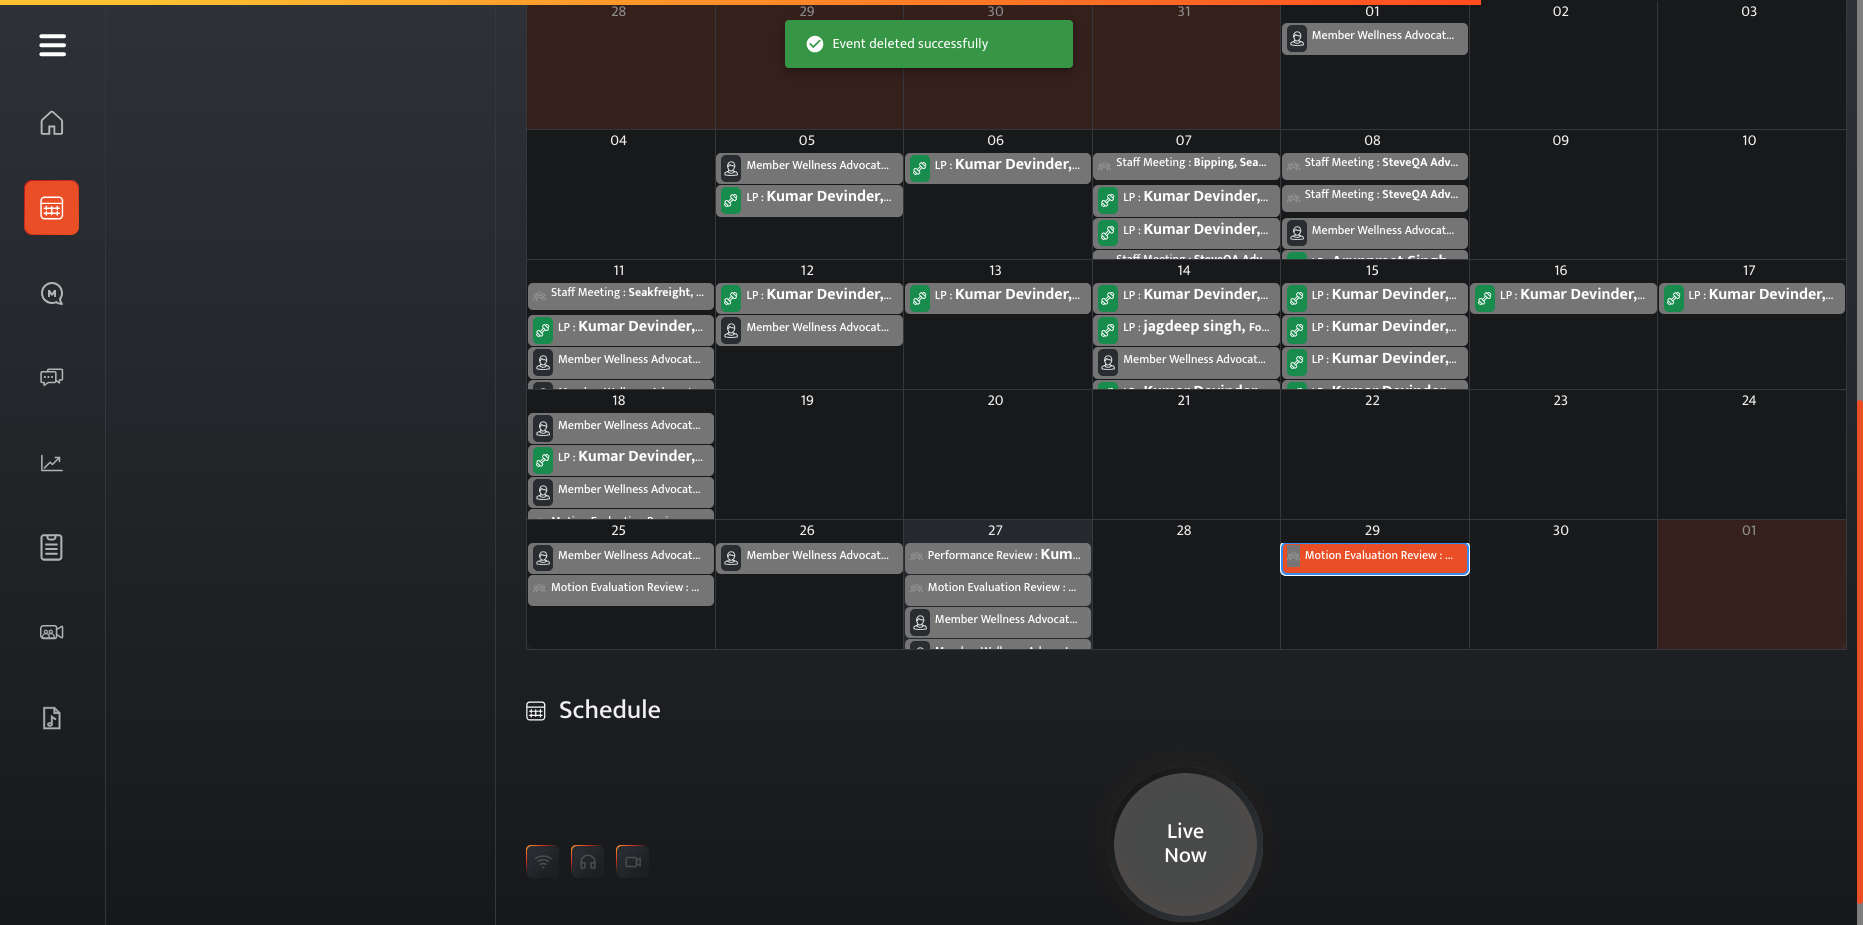 28 29 30 31 01 02 03
Event deleted successfully
Member Wellness Advocat...
04 05 06 07 08 09 10
Member Wellness Advocat...
LP : Kumar Devinder,...
LP : Kumar Devinder,...
Staff Meeting : Bipping, Sea...
LP : Kumar Devinder,...
LP : Kumar Devinder,...
Staff Meeting : SteveQA Adv...
Staff Meeting : SteveQA Adv...
Staff Meeting : SteveQA Adv...
Member Wellness Advocat...
11 12 13 14 15 16 17
Staff Meeting : Seakfreight, ...
LP : Kumar Devinder,...
Member Wellness Advocat...
LP : Kumar Devinder,...
Member Wellness Advocat...
LP : Kumar Devinder,...
LP : Kumar Devinder,...
LP : jagdeep singh, Fo...
Member Wellness Advocat...
LP : Kumar Devinder,...
LP : Kumar Devinder,...
LP : Kumar Devinder,...
LP : Kumar Devinder,...
LP : Kumar Devinder,...
18 19 20 21 22 23 24
Member Wellness Advocat...
LP : Kumar Devinder,...
Member Wellness Advocat...
25 26 27 28 29 30 01
Member Wellness Advocat...
Motion Evaluation Review : ...
Member Wellness Advocat...
Performance Review : Kum...
Motion Evaluation Review : ...
Member Wellness Advocat...
Motion Evaluation Review : ...
Schedule
Live
Now